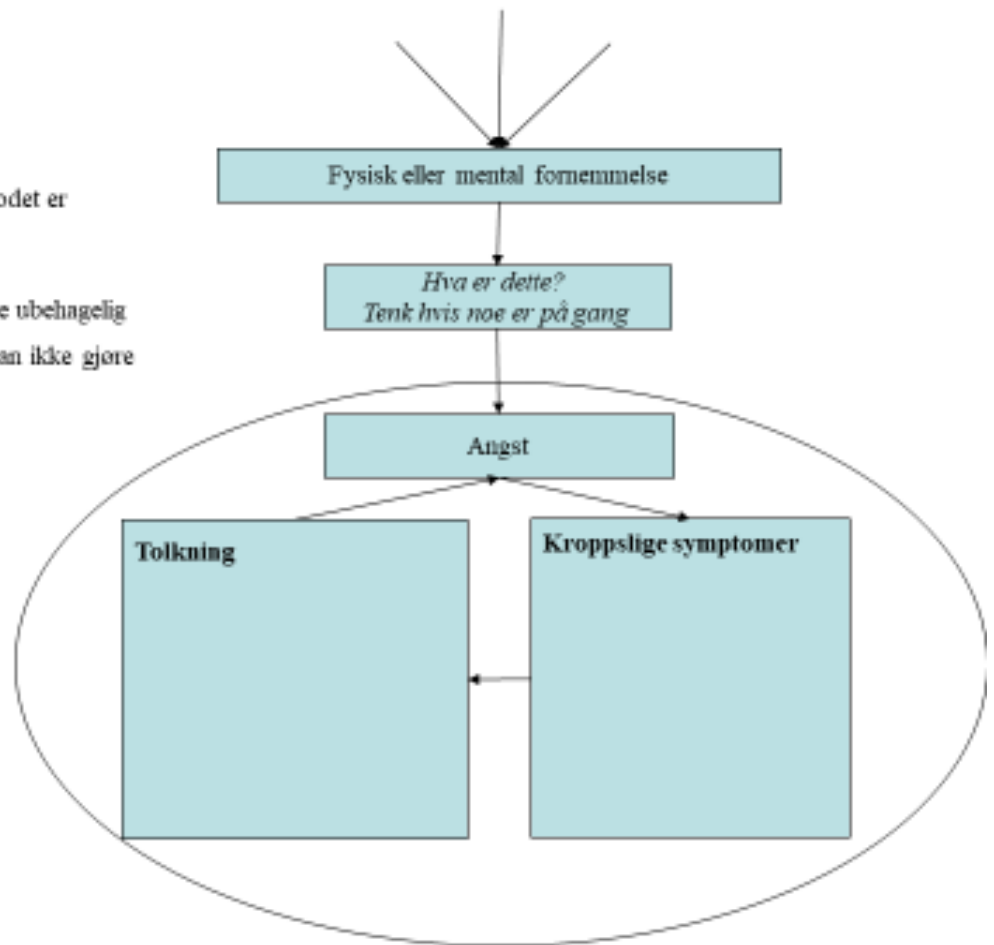 Fysisk eller mental fornemmelse
odet er
Hva er dette?
Tenk hvis noe er på gang
e ubehagelig
an ikke gjøre
Angst
Tolkning
Kroppslige symptomer